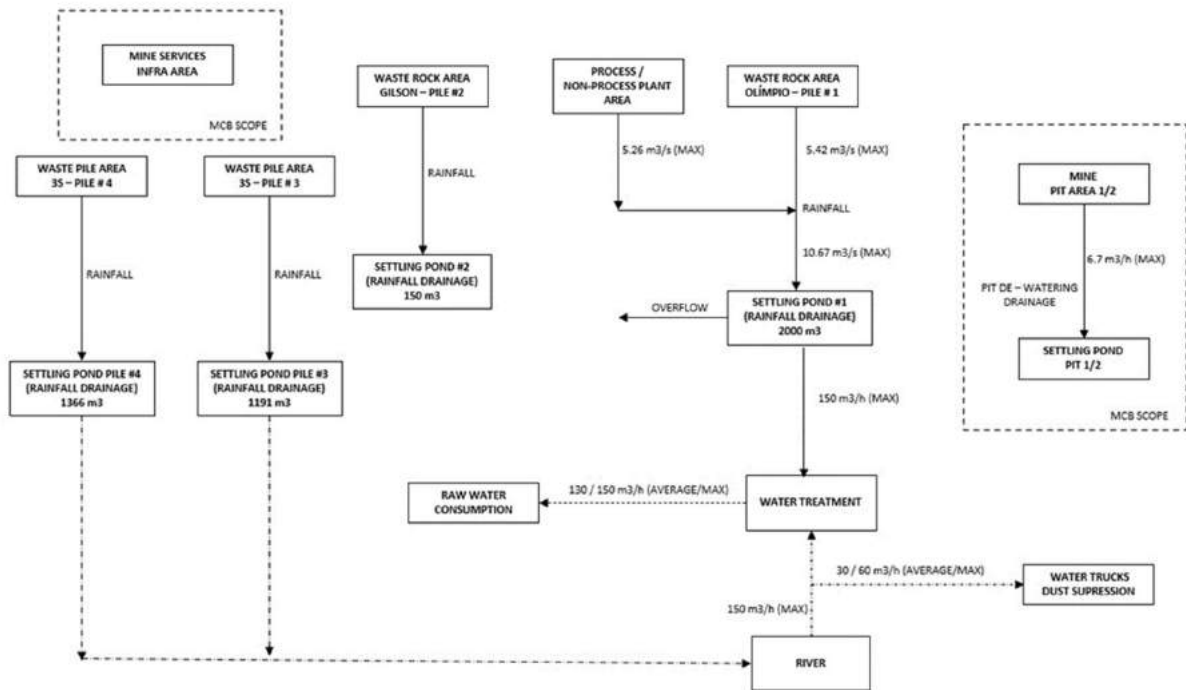 MINE SERVICES
INFRA AREA
MCB SCOPE
WASTE ROCK AREA
GILSON – PILE #2
PROCESS /
NON-PROCESS PLANT
AREA
WASTE ROCK AREA
OLÍMPIO – PILE # 1
WASTE PILE AREA
3S – PILE # 4
WASTE PILE AREA
3S – PILE # 3
RAINFALL
5.26 m3/s (MAX)
5.42 m3/s (MAX)
RAINFALL
MINE
PIT AREA 1/2
RAINFALL
RAINFALL
SETTLING POND #2
(RAINFALL DRAINAGE)
150 m3
10.67 m3/s (MAX)
6.7 m3/h (MAX)
PIT DE – WATERING
DRAINAGE
OVERFLOW
SETTLING POND #1
(RAINFALL DRAINAGE)
2000 m3
SETTLING POND
PIT 1/2
MCB SCOPE
SETTLING POND PILE #4
(RAINFALL DRAINAGE)
1366 m3
SETTLING POND PILE #3
(RAINFALL DRAINAGE)
1191 m3
150 m3/h (MAX)
RAW WATER
CONSUMPTION
130 / 150 m3/h (AVERAGE/MAX)
WATER TREATMENT
30 / 60 m3/h (AVERAGE/MAX)
WATER TRUCKS
DUST SUPRESSION
150 m3/h (MAX)
RIVER